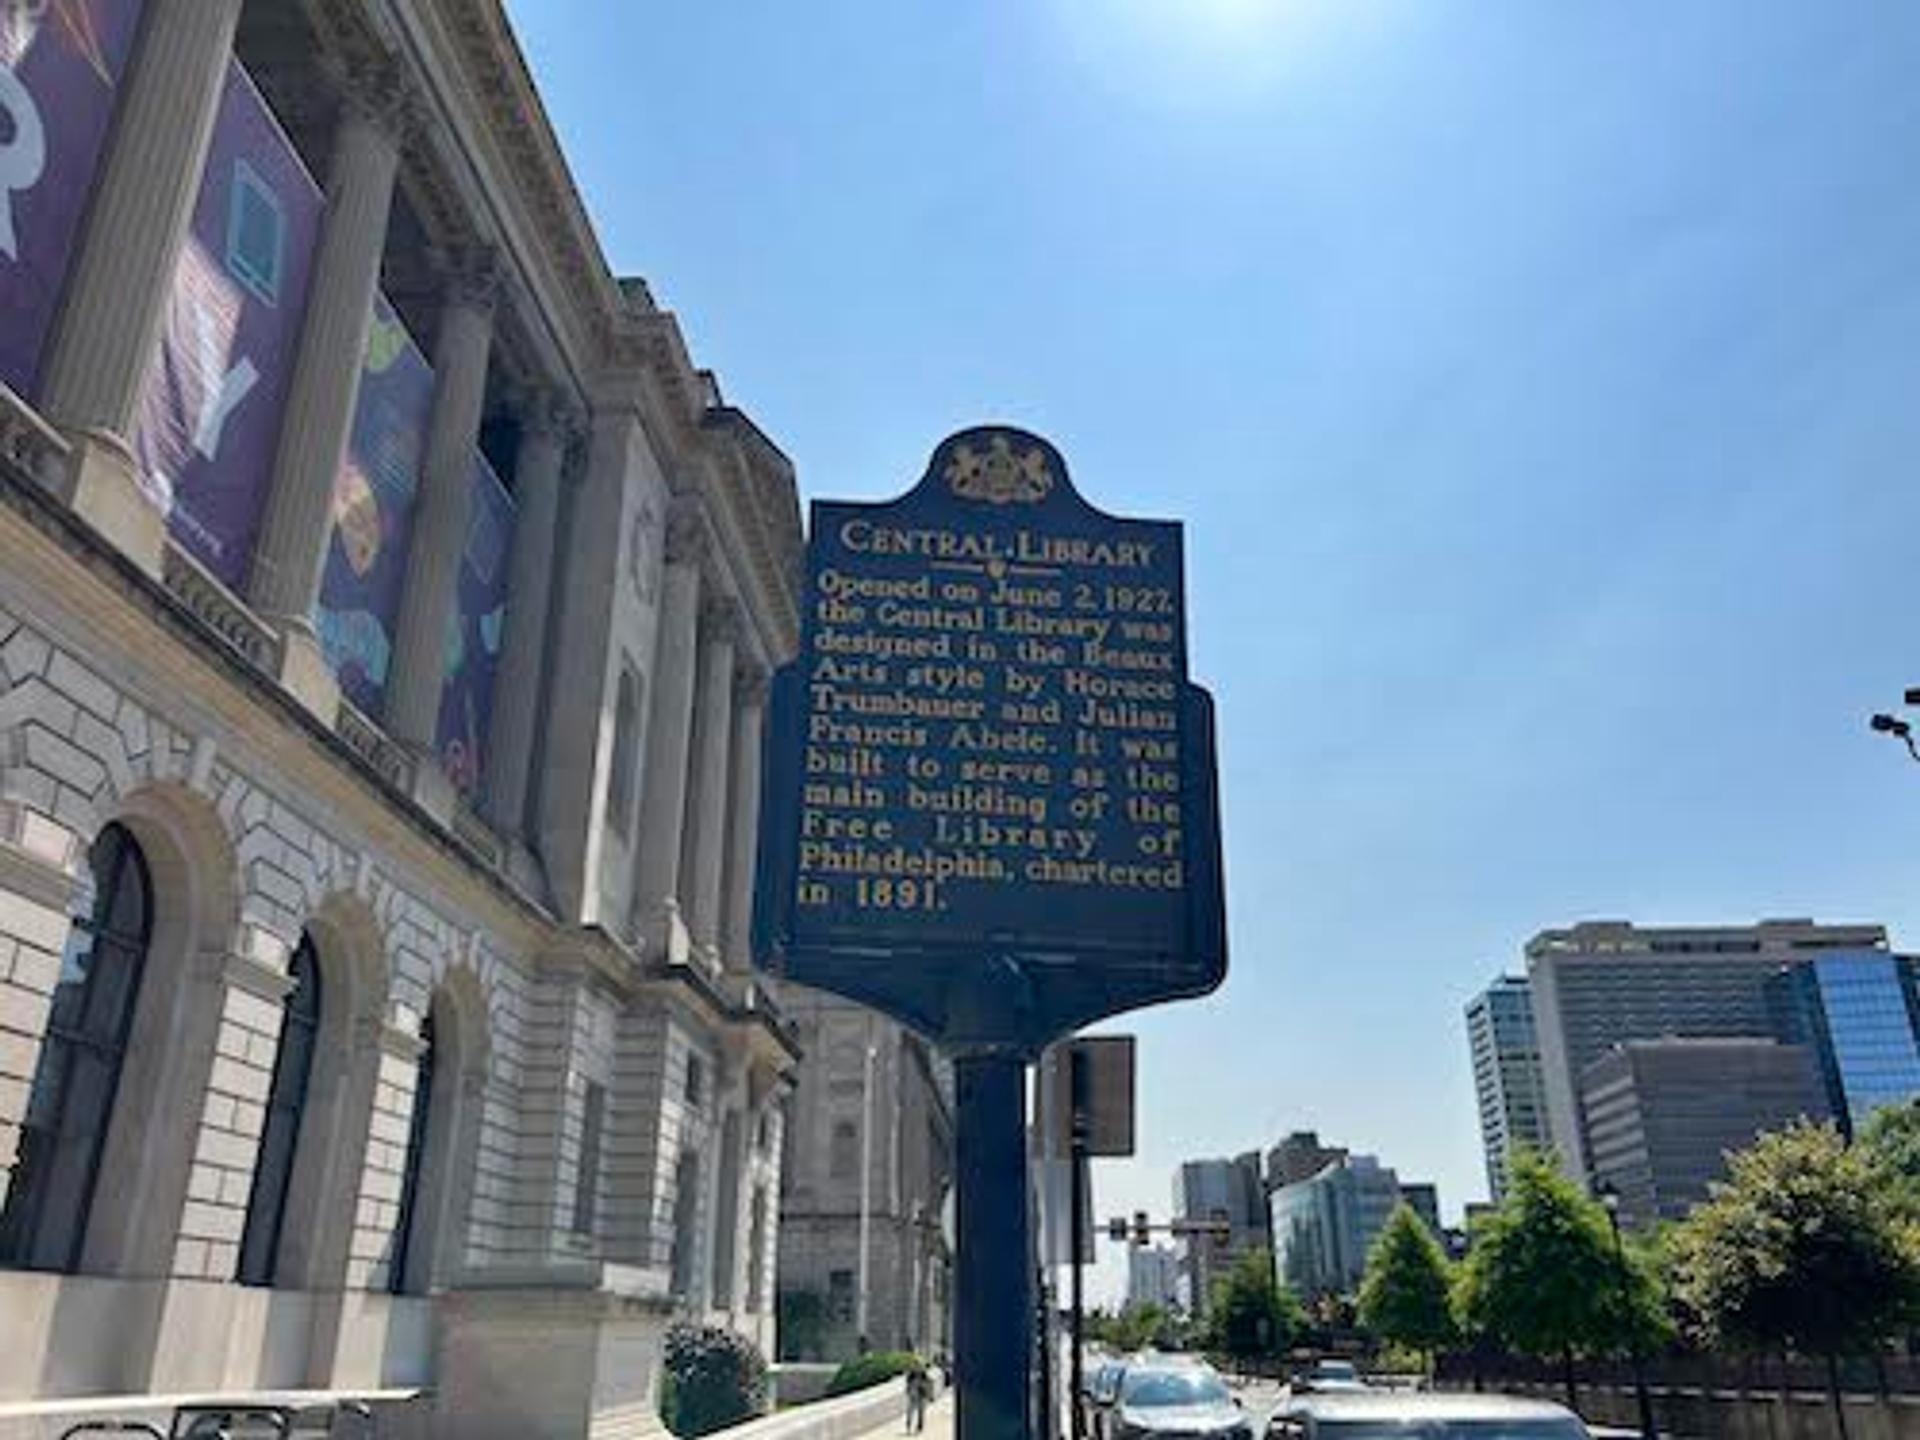 R
Y
CENTRAL LIBRARY
Opened on June 2, 1927,
the Central Library was
designed in the Beaux
Arts style by Horace
Trumbauer and Julian
Francis Abele. It was
built to serve as the
main building of the
Free Library of
Philadelphia, chartered
in 1891.